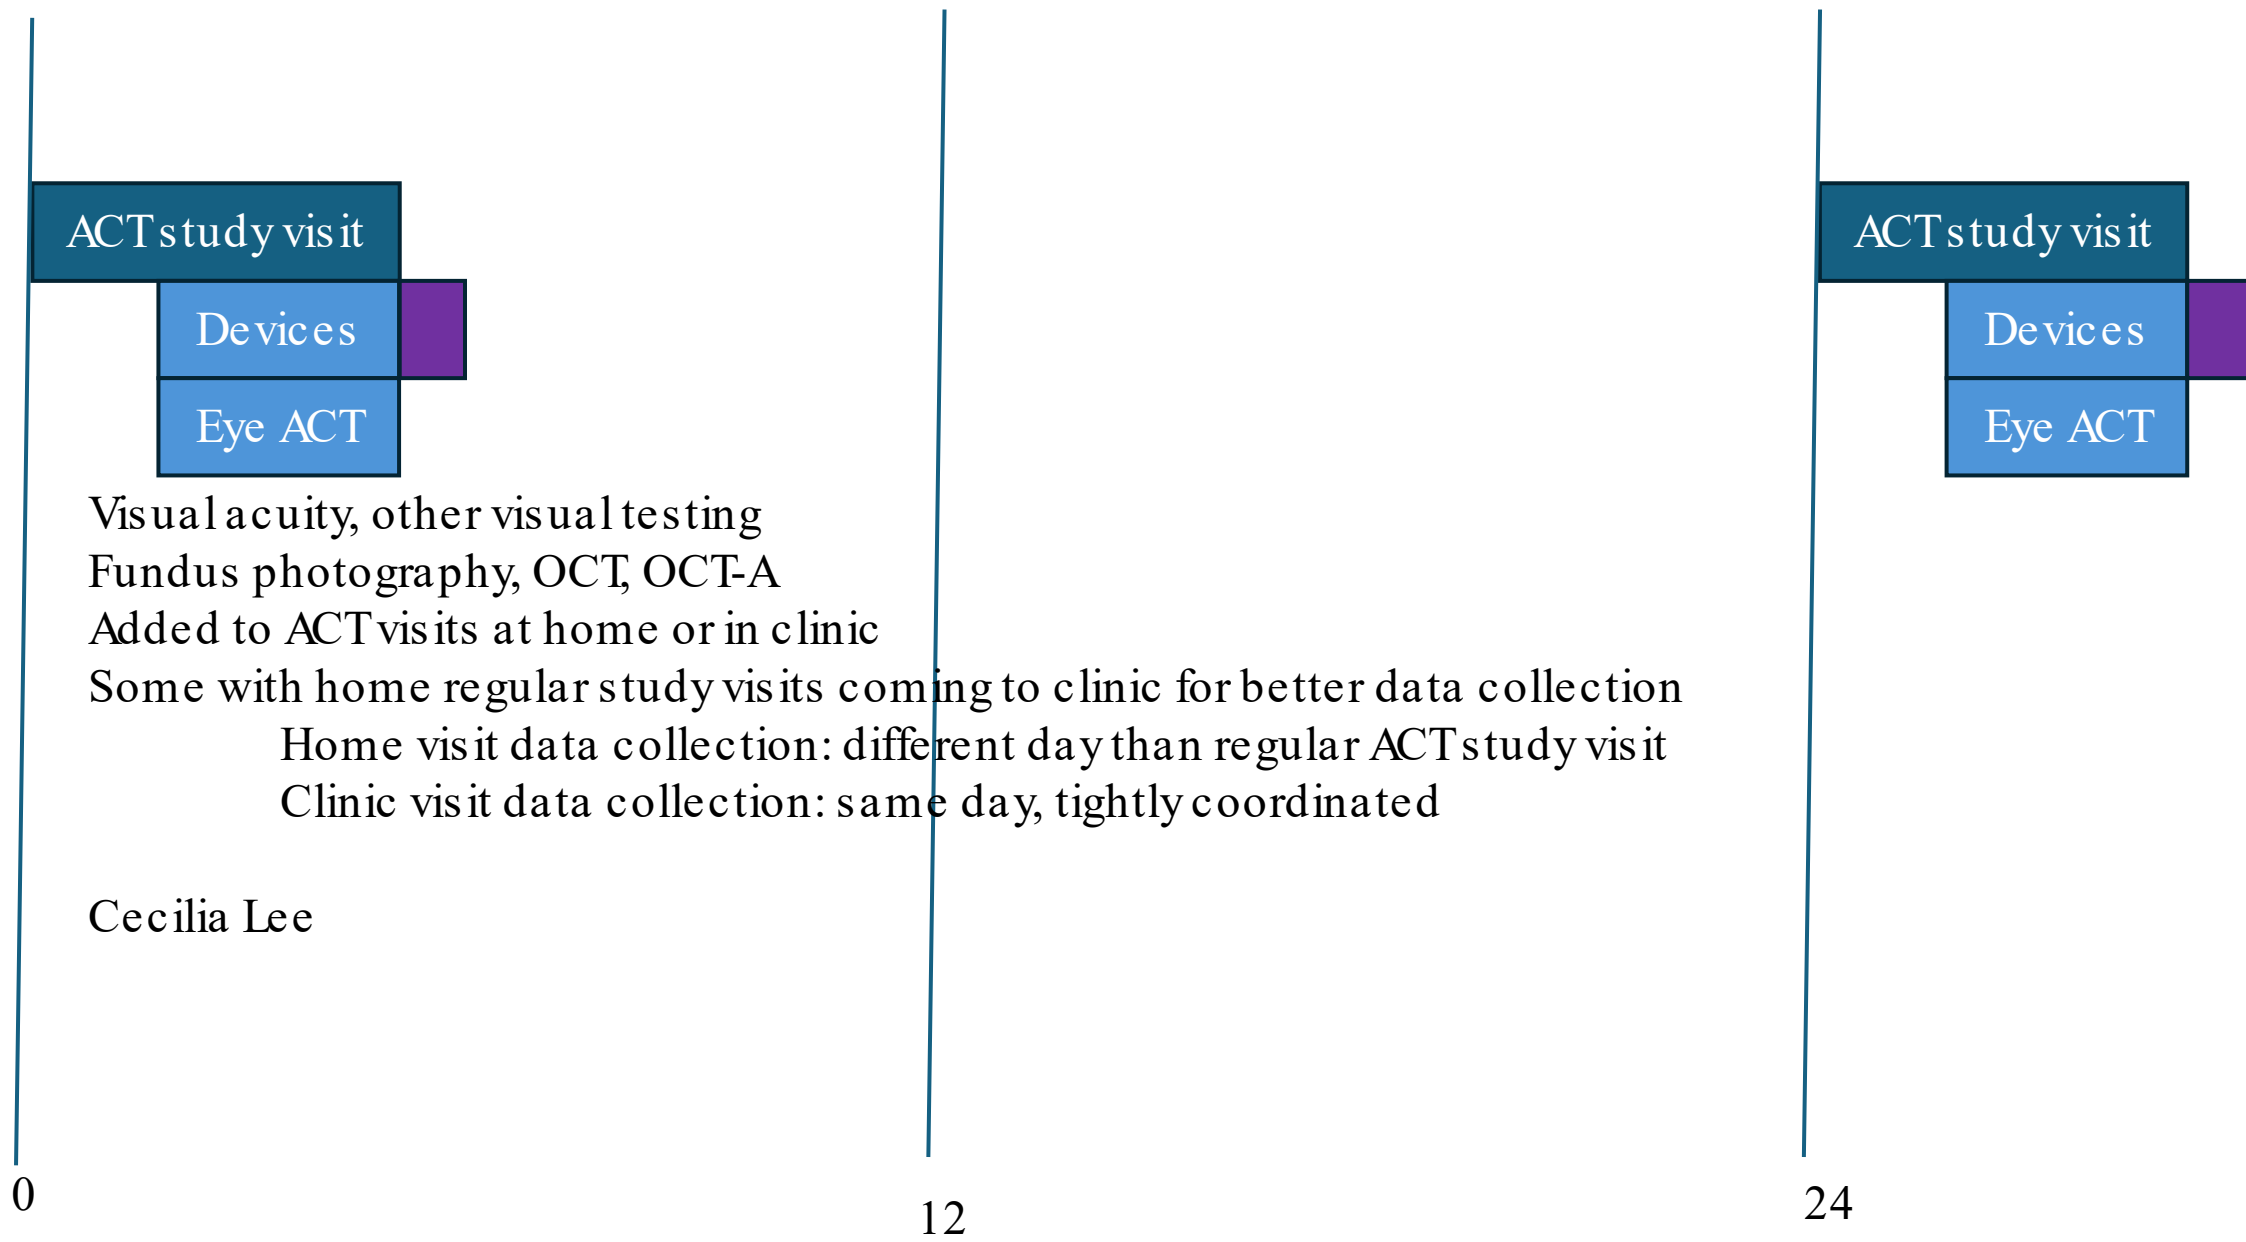 ACT study visit
ACT study visit
Devices
Devices
Eye ACT
Eye ACT
Visual acuity, other visual testing
Fundus photography, OCT, OCT-A
Added to ACT visits at home or in clinic
Some with home regular study visits coming to clinic for better data collection
Home visit data collection: different day than regular ACT study visit
Clinic visit data collection: same day, tightly coordinated
Cecilia Lee
0
12
24